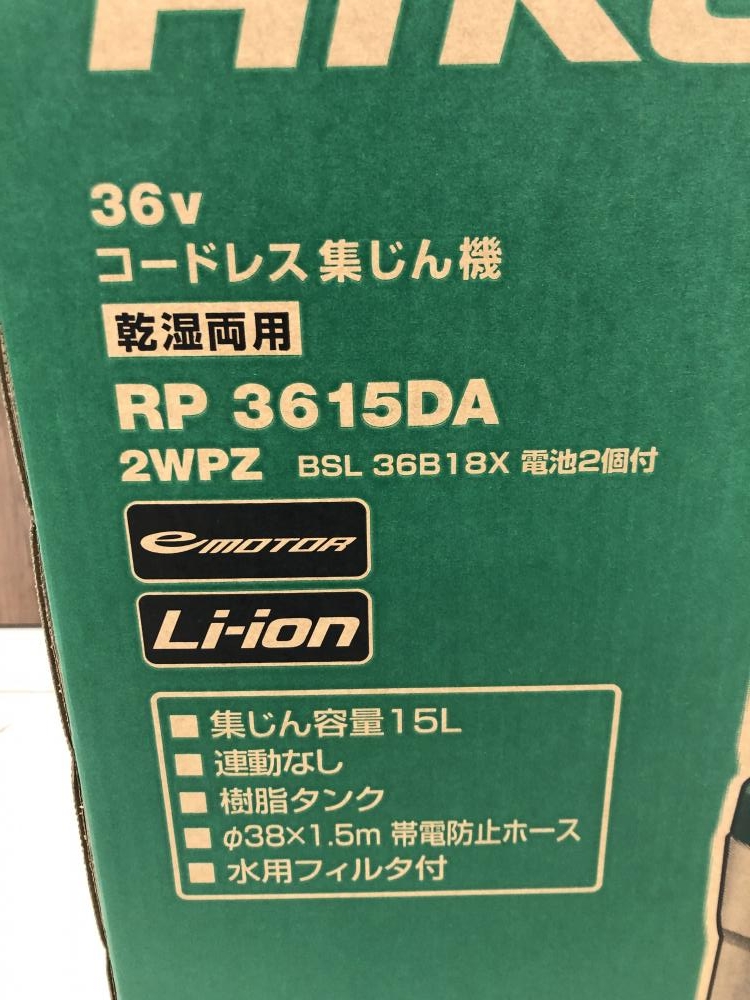 HiKO
36v
コードレス 集じん機
乾湿両用
RP 3615DA
2WPZ BSL 36B18X 電池2個付
eMOTOR
Li-ion
■ 集じん容量15L
■ 連動なし
■ 樹脂タンク
■ φ38×1.5m 帯電防止ホース
■ 水用フィルタ付